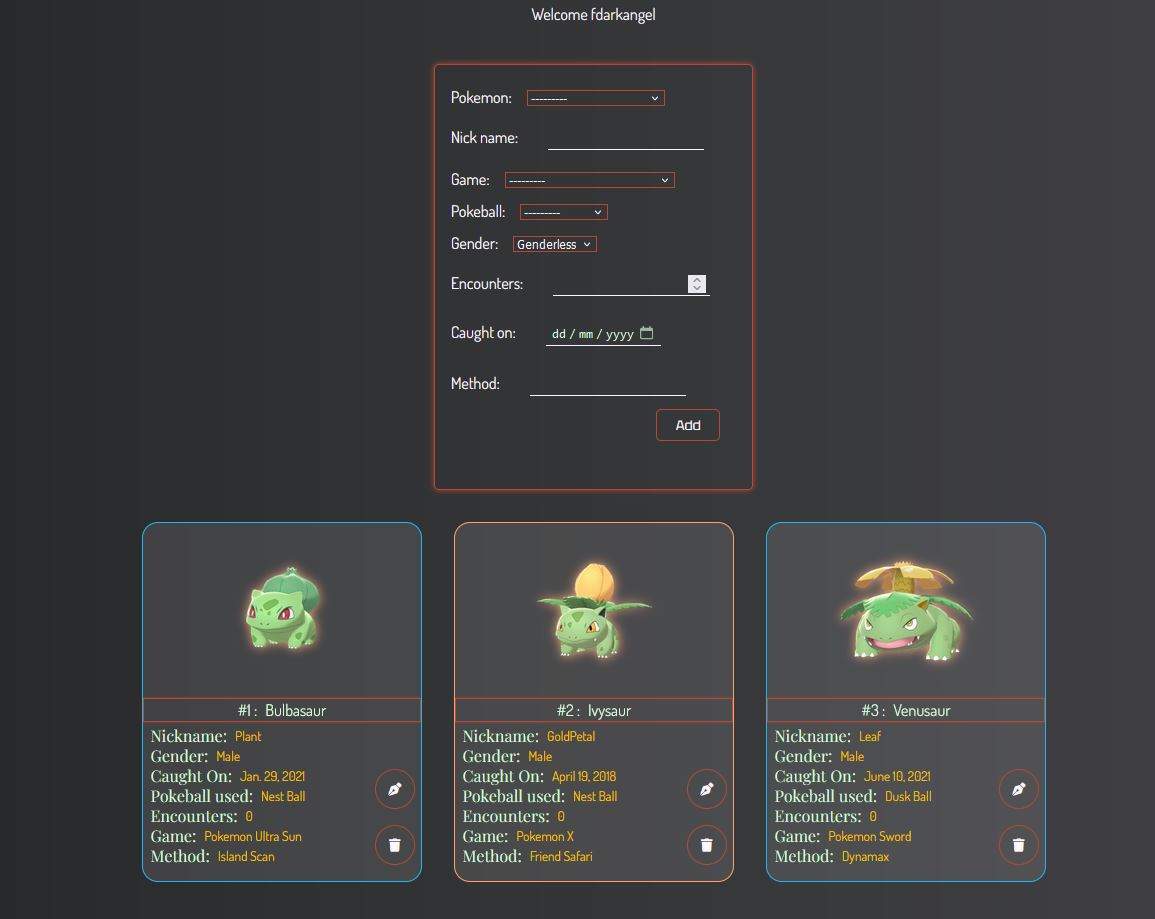 Welcome fdarkangel
Pokemon: ---------
Nick name:
Game: ---------
Pokeball: ---------
Gender: Genderless
Encounters:
Caught on: dd / mm / yyyy
Method:
Add
#1 : Bulbasaur
Nickname: Plant
Gender: Male
Caught On: Jan. 29, 2021
Pokeball used: Nest Ball
Encounters: 0
Game: Pokemon Ultra Sun
Method: Island Scan
#2 : Ivysaur
Nickname: GoldPetal
Gender: Male
Caught On: April 19, 2018
Pokeball used: Nest Ball
Encounters: 0
Game: Pokemon X
Method: Friend Safari
#3 : Venusaur
Nickname: Leaf
Gender: Male
Caught On: June 10, 2021
Pokeball used: Dusk Ball
Encounters: 0
Game: Pokemon Sword
Method: Dynamax